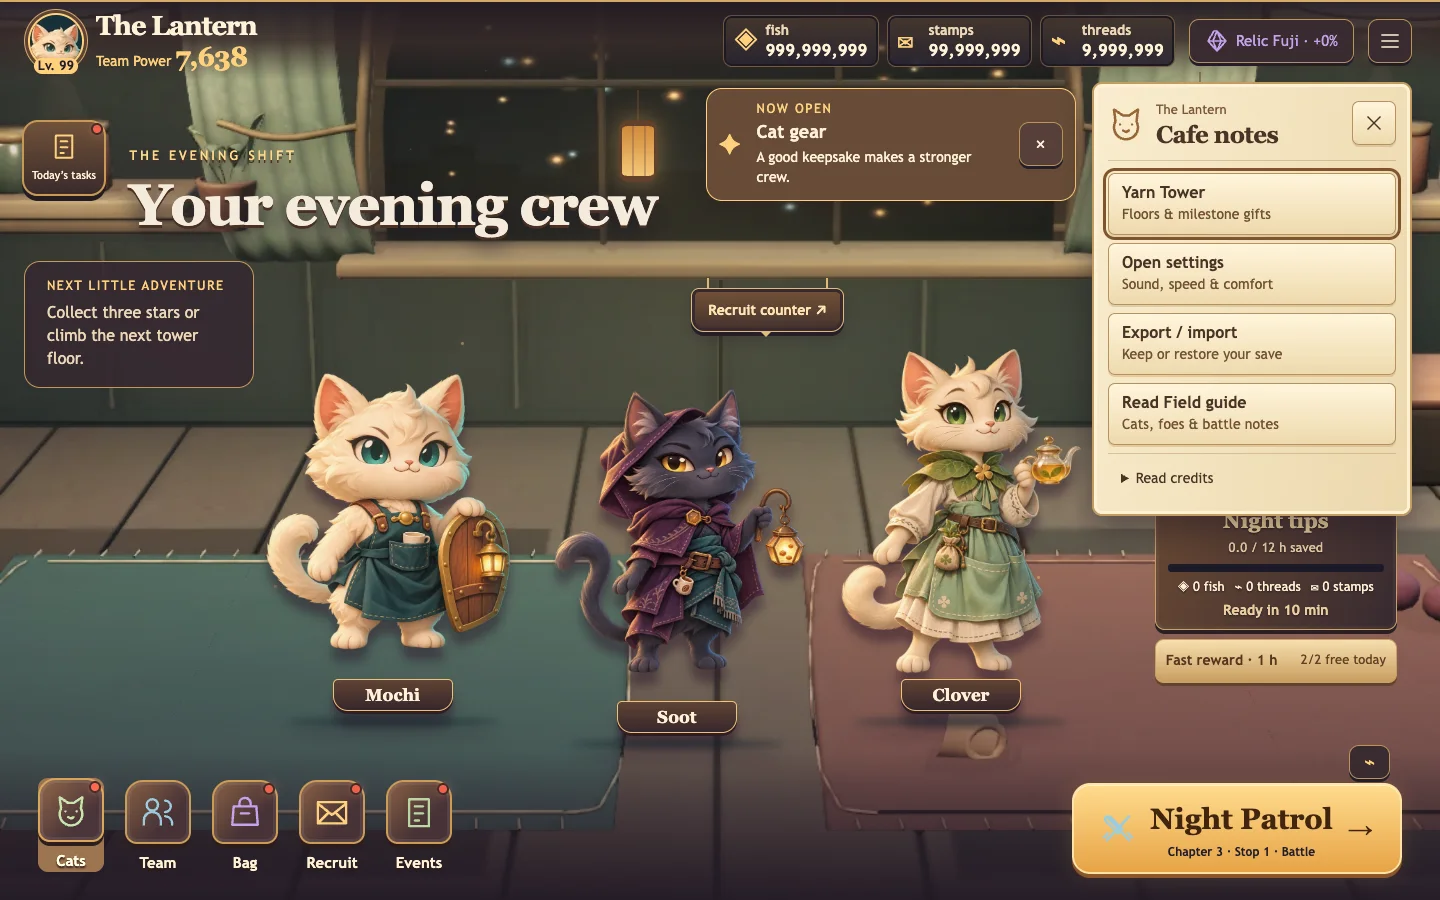 The Lantern
Team Power 7,638
Lv. 99
fish
999,999,999
stamps
99,999,999
threads
9,999,999
Relic Fuji · +0%
Today's tasks
THE EVENING SHIFT
Your evening crew
NOW OPEN
Cat gear
A good keepsake makes a stronger
crew.
×
The Lantern
Cafe notes
Yarn Tower
Floors & milestone gifts
Open settings
Sound, speed & comfort
Export / import
Keep or restore your save
Read Field guide
Cats, foes & battle notes
▶ Read credits
NEXT LITTLE ADVENTURE
Collect three stars or
climb the next tower
floor.
Recruit counter ↗
Night tips
0.0 / 12 h saved
0 fish 0 threads 0 stamps
Ready in 10 min
Fast reward · 1 h 2/2 free today
Mochi
Soot
Clover
Cats
Team
Bag
Recruit
Events
Night Patrol →
Chapter 3 · Stop 1 · Battle